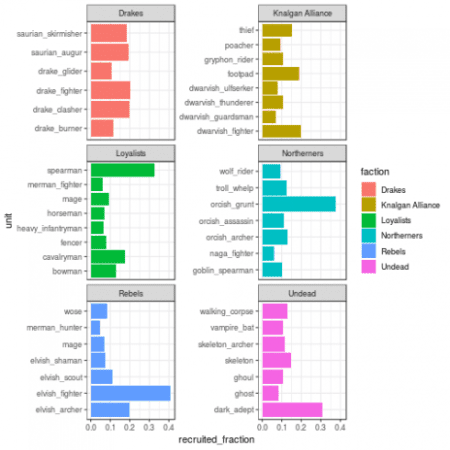 Drakes
saurian_skirmisher
saurian_augur
drake_glider
drake_fighter
drake_clasher
drake_burner
Knalgan Alliance
thief
poacher
gryphon_rider
footpad
dwarvish_ulfserker
dwarvish_thunderer
dwarvish_guardsman
dwarvish_fighter
Loyalists
spearman
merman_fighter
mage
horseman
heavy_infantryman
fencer
cavalryman
bowman
Northerners
wolf_rider
troll_whelp
orcish_grunt
orcish_assassin
orcish_archer
naga_fighter
goblin_spearman
Rebels
wose
merman_hunter
mage
elvish_shaman
elvish_scout
elvish_fighter
elvish_archer
0.0 0.1 0.2 0.3 0.4
Undead
walking_corpse
vampire_bat
skeleton_archer
skeleton
ghoul
ghost
dark_adept
0.0 0.1 0.2 0.3 0.4
recruited_fraction
unit
faction
Drakes
Knalgan Alliance
Loyalists
Northerners
Rebels
Undead